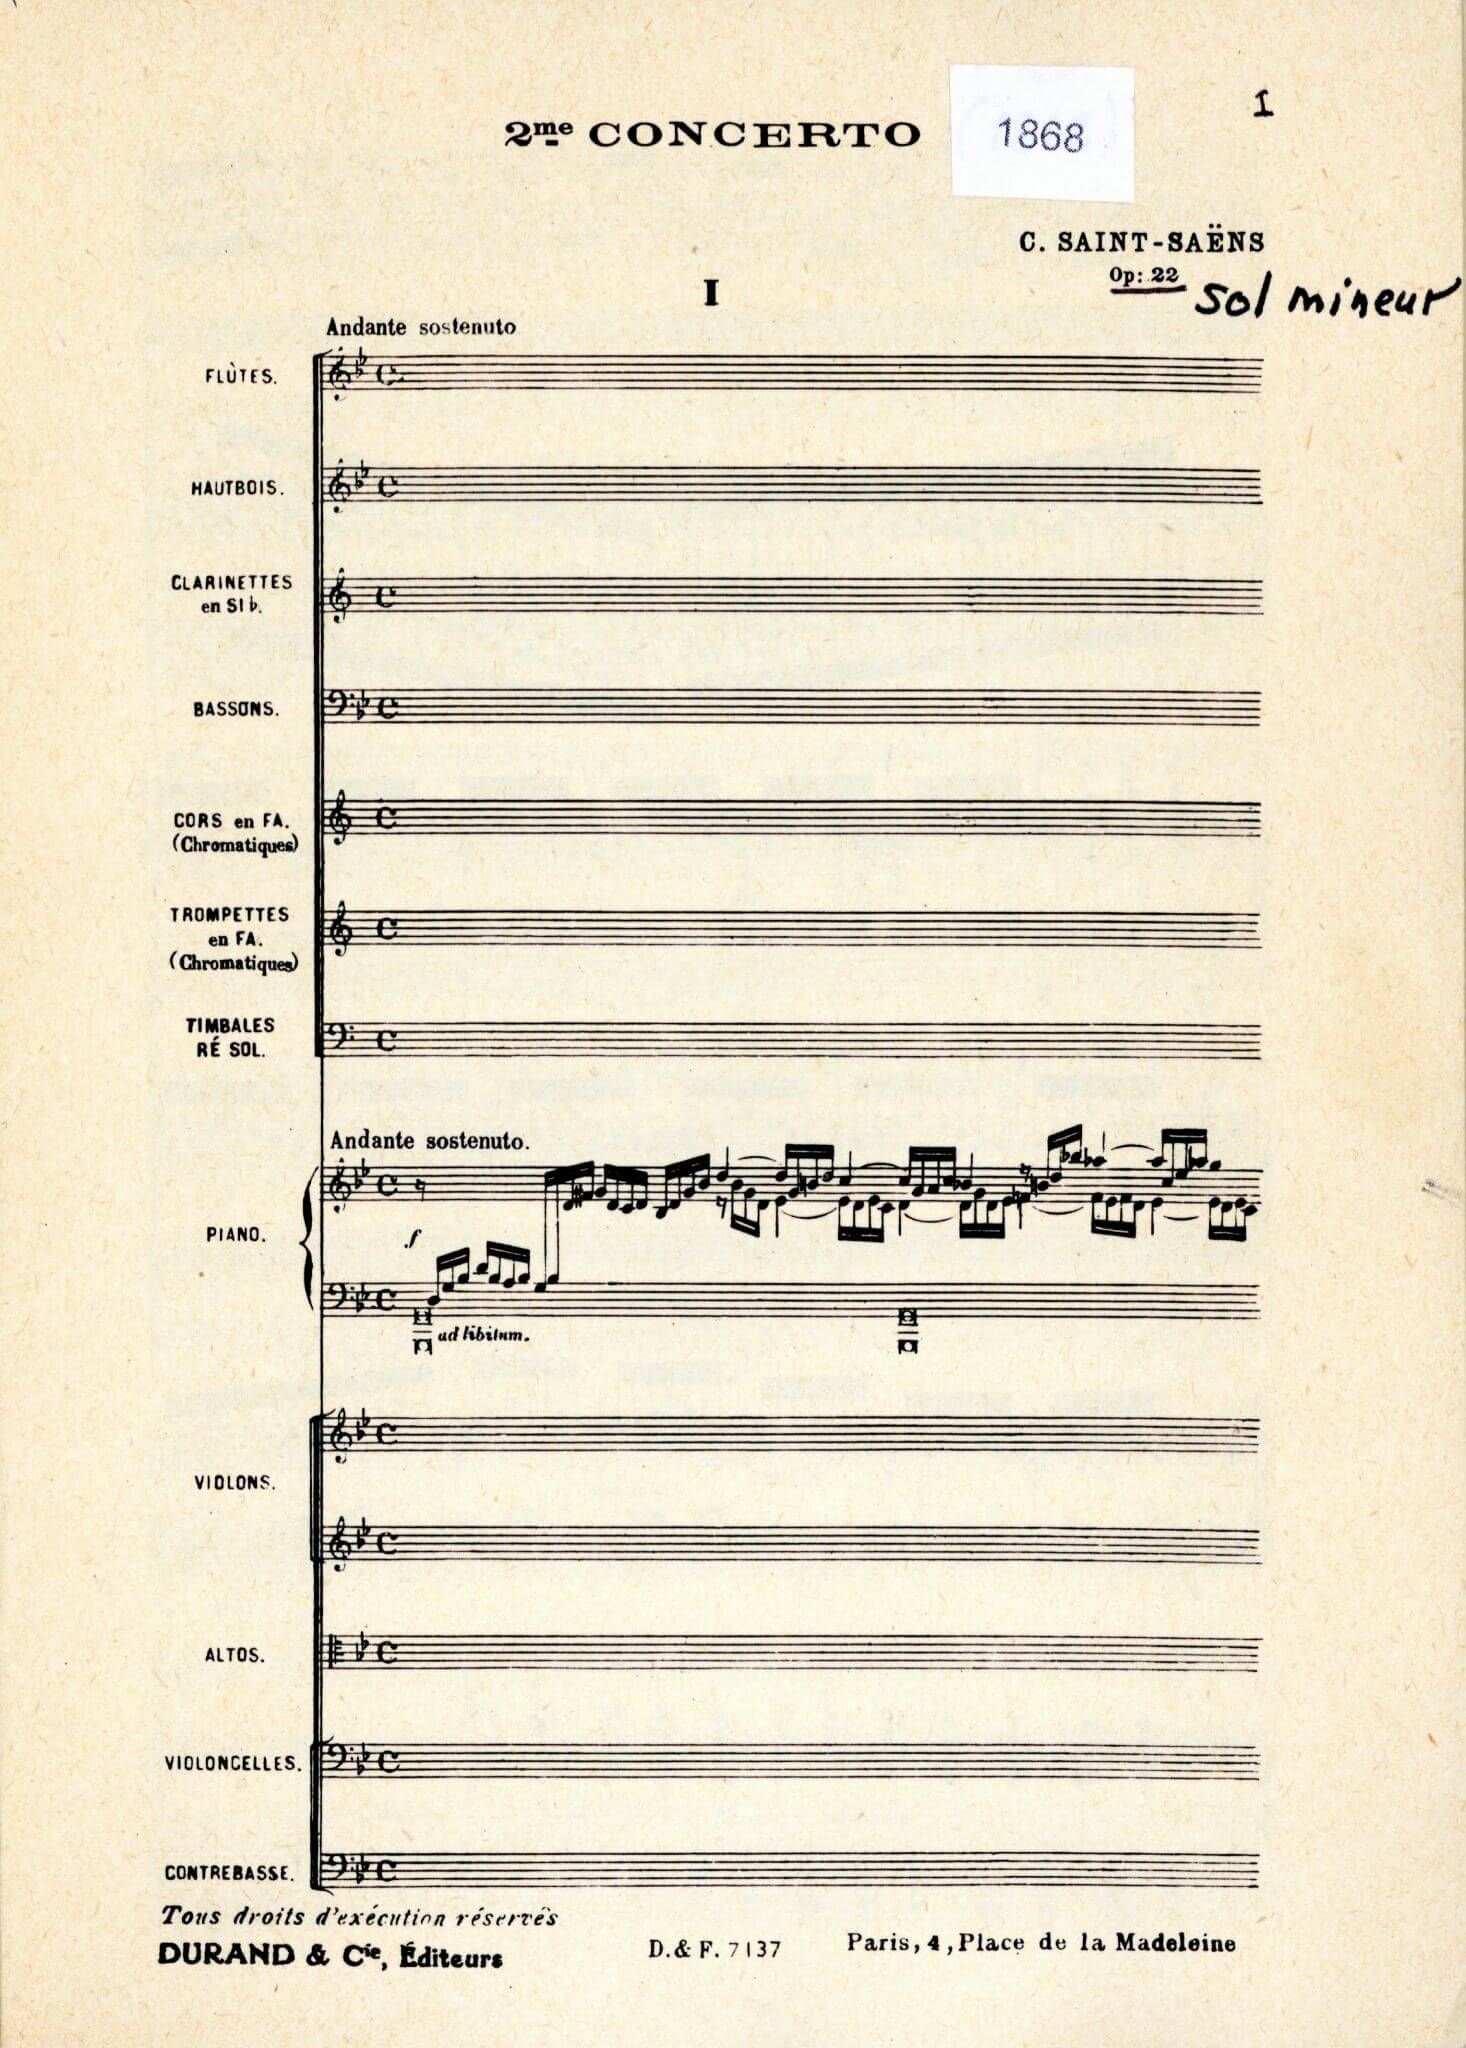 1
2me CONCERTO
1868
C. SAINT-SAËNS
Op: 22
sol mineur
I
Andante sostenuto
FLÛTES.
HAUTBOIS.
CLARINETTES
en SI♭.
BASSONS.
CORS en FA.
(Chromatiques)
TROMPETTES
en FA.
(Chromatiques)
TIMBALES
RÉ SOL.
Andante sostenuto.
PIANO.
f
ad libitum.
VIOLONS.
ALTOS.
VIOLONCELLES.
CONTREBASSE.
Tous droits d'exécution réservés
DURAND & Cie, Éditeurs
D. & F. 7137
Paris, 4, Place de la Madeleine